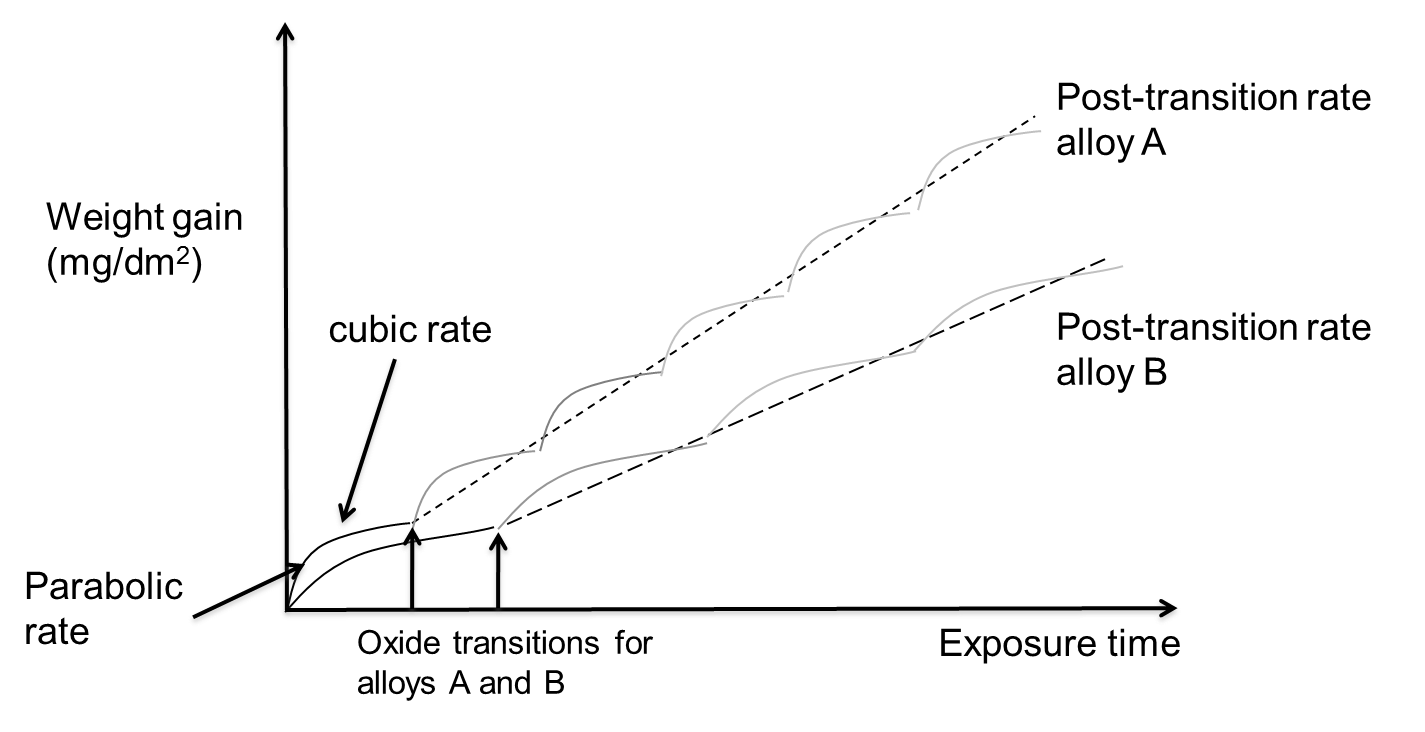 Post-transition rate
alloy A
Weight gain
(mg/dm²)
cubic rate
Post-transition rate
alloy B
Parabolic
rate
Oxide transitions for
alloys A and B
Exposure time